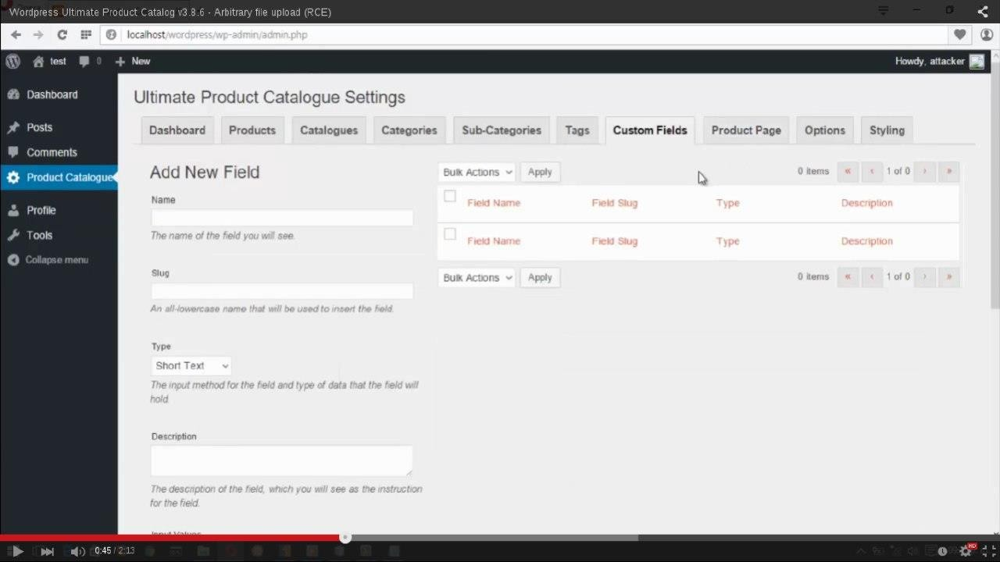 Wordpress Ultimate Product Catalog v3.8.6 - Arbitrary file upload (RCE)
localhost/wordpress/wp-admin/admin.php
test 0 New Howdy, attacker
Dashboard
Posts
Comments
Product Catalogue
Profile
Tools
Collapse menu
Ultimate Product Catalogue Settings
Dashboard Products Catalogues Categories Sub-Categories Tags Custom Fields Product Page Options Styling
Add New Field
Name
The name of the field you will see.
Slug
An all-lowercase name that will be used to insert the field.
Type
Short Text
The input method for the field and type of data that the field will
hold.
Description
The description of the field, which you will see as the instruction
for the field.
Input Values
Bulk Actions Apply 0 items « ‹ 1 of 0 › »
Field Name Field Slug Type Description
Field Name Field Slug Type Description
Bulk Actions Apply 0 items « ‹ 1 of 0 › »
0:45 / 2:13 HD